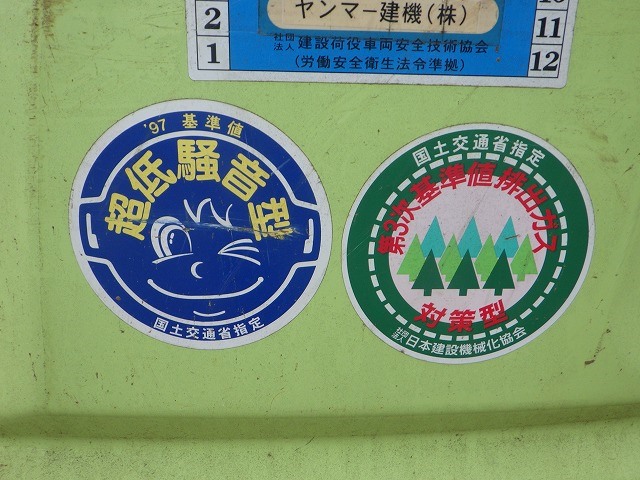 ヤンマー建機(株)
社団法人 建設荷役車両安全技術協会
(労働安全衛生法令準拠)
2
1
12
'97 基準値
超低騒音型
国土交通省指定
国土交通省指定
第3次基準値排出ガス
対策型
社団法人 日本建設機械化協会